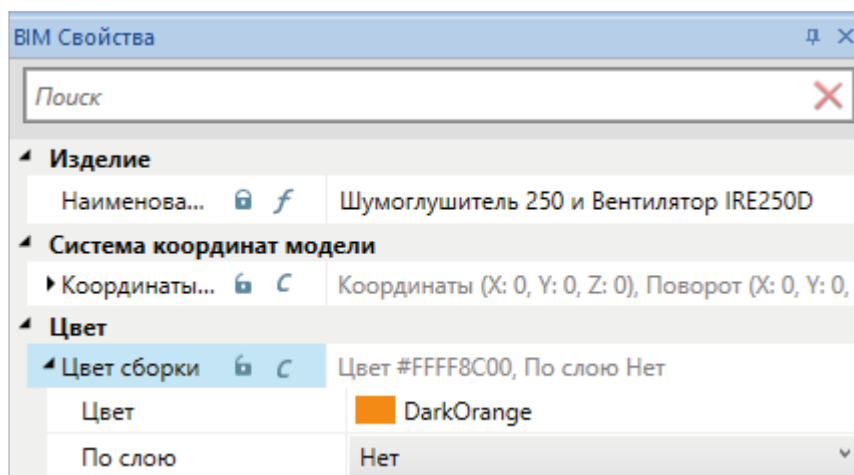 BIM Свойства
Поиск
Изделие
Наименова... f Шумоглушитель 250 и Вентилятор IRE250D
Система координат модели
Координаты... C Координаты (X: 0, Y: 0, Z: 0), Поворот (X: 0, Y: 0,
Цвет
Цвет сборки C Цвет #FFFF8C00, По слою Нет
Цвет DarkOrange
По слою Нет